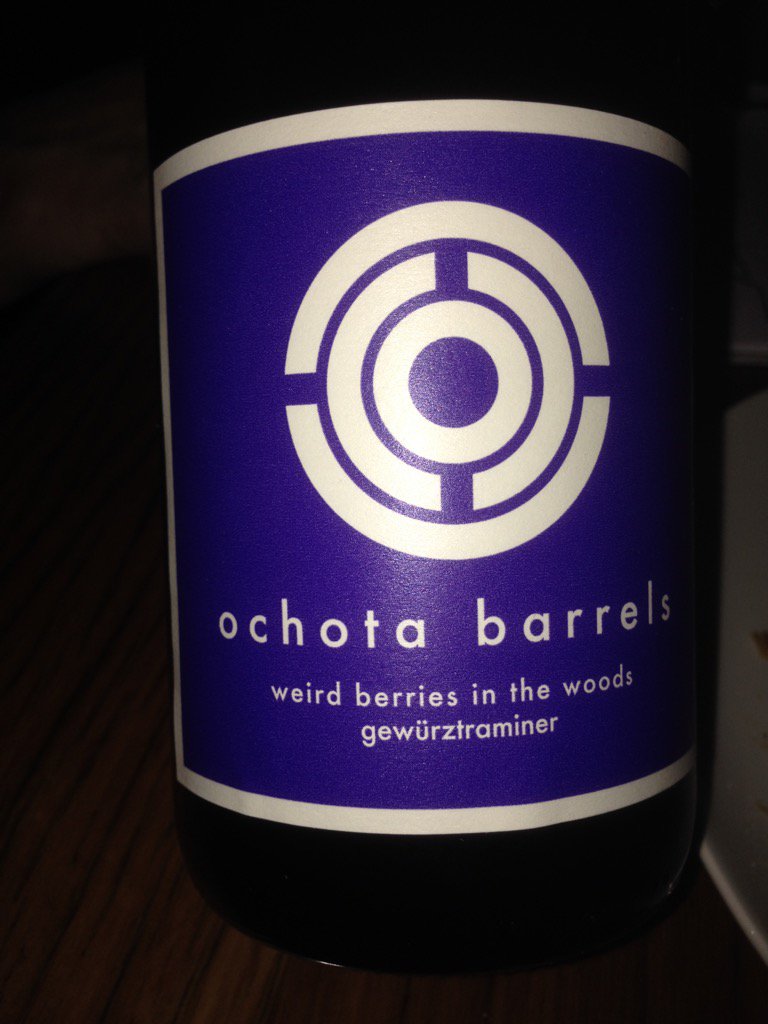 ochota barrels
weird berries in the woods
gewürztraminer